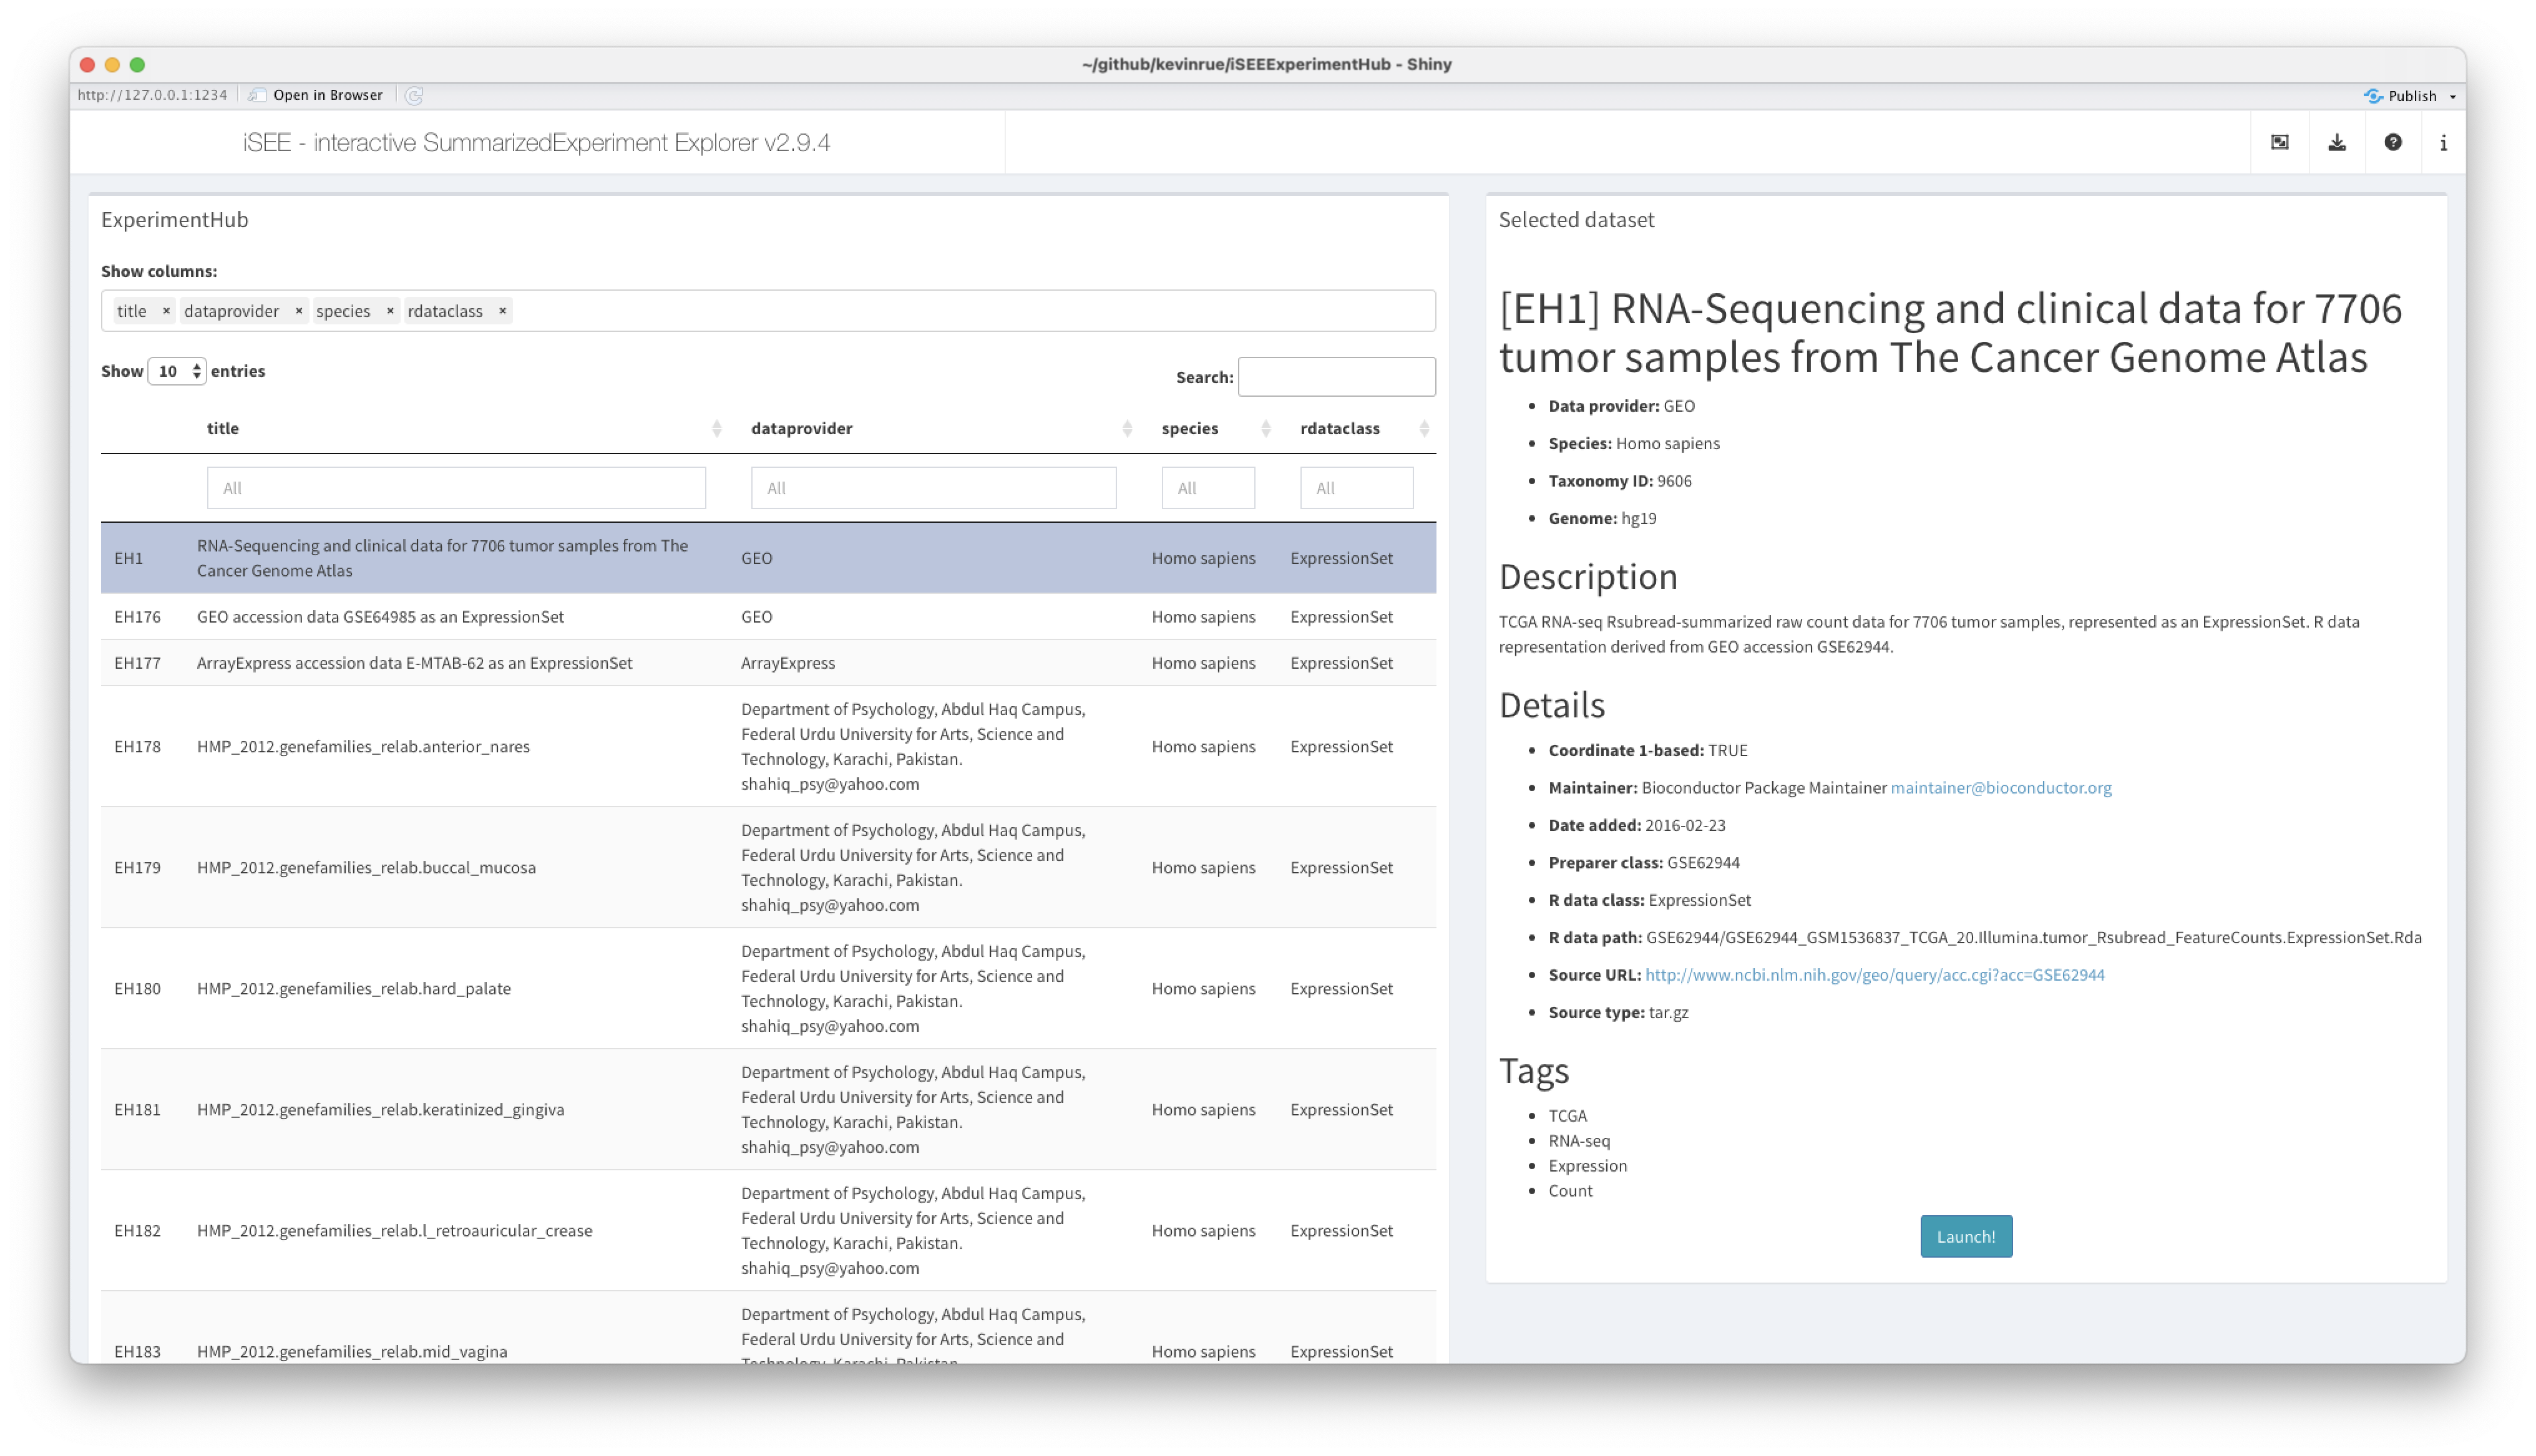 ~/github/kevinrue/iSEEExperimentHub - Shiny
http://127.0.0.1:1234
Open in Browser
Publish
iSEE - interactive SummarizedExperiment Explorer v2.9.4
ExperimentHub
Show columns:
title × dataprovider × species × rdataclass ×
Show 10 entries
Search:
title dataprovider species rdataclass
All All All All
EH1 RNA-Sequencing and clinical data for 7706 tumor samples from The
Cancer Genome Atlas
GEO Homo sapiens ExpressionSet
EH176 GEO accession data GSE64985 as an ExpressionSet GEO Homo sapiens ExpressionSet
EH177 ArrayExpress accession data E-MTAB-62 as an ExpressionSet ArrayExpress Homo sapiens ExpressionSet
EH178 HMP_2012.genefamilies_relab.anterior_nares
Department of Psychology, Abdul Haq Campus,
Federal Urdu University for Arts, Science and
Technology, Karachi, Pakistan.
shahiq_psy@yahoo.com
Homo sapiens ExpressionSet
EH179 HMP_2012.genefamilies_relab.buccal_mucosa
Department of Psychology, Abdul Haq Campus,
Federal Urdu University for Arts, Science and
Technology, Karachi, Pakistan.
shahiq_psy@yahoo.com
Homo sapiens ExpressionSet
EH180 HMP_2012.genefamilies_relab.hard_palate
Department of Psychology, Abdul Haq Campus,
Federal Urdu University for Arts, Science and
Technology, Karachi, Pakistan.
shahiq_psy@yahoo.com
Homo sapiens ExpressionSet
EH181 HMP_2012.genefamilies_relab.keratinized_gingiva
Department of Psychology, Abdul Haq Campus,
Federal Urdu University for Arts, Science and
Technology, Karachi, Pakistan.
shahiq_psy@yahoo.com
Homo sapiens ExpressionSet
EH182 HMP_2012.genefamilies_relab.l_retroauricular_crease
Department of Psychology, Abdul Haq Campus,
Federal Urdu University for Arts, Science and
Technology, Karachi, Pakistan.
shahiq_psy@yahoo.com
Homo sapiens ExpressionSet
EH183 HMP_2012.genefamilies_relab.mid_vagina
Department of Psychology, Abdul Haq Campus,
Federal Urdu University for Arts, Science and
Technology, Karachi, Pakistan.
Homo sapiens ExpressionSet
Selected dataset
[EH1] RNA-Sequencing and clinical data for 7706
tumor samples from The Cancer Genome Atlas
• Data provider: GEO
• Species: Homo sapiens
• Taxonomy ID: 9606
• Genome: hg19
Description
TCGA RNA-seq Rsubread-summarized raw count data for 7706 tumor samples, represented as an ExpressionSet. R data
representation derived from GEO accession GSE62944.
Details
• Coordinate 1-based: TRUE
• Maintainer: Bioconductor Package Maintainer maintainer@bioconductor.org
• Date added: 2016-02-23
• Preparer class: GSE62944
• R data class: ExpressionSet
• R data path: GSE62944/GSE62944_GSM1536837_TCGA_20.Illumina.tumor_Rsubread_FeatureCounts.ExpressionSet.Rda
• Source URL: http://www.ncbi.nlm.nih.gov/geo/query/acc.cgi?acc=GSE62944
• Source type: tar.gz
Tags
• TCGA
• RNA-seq
• Expression
• Count
Launch!